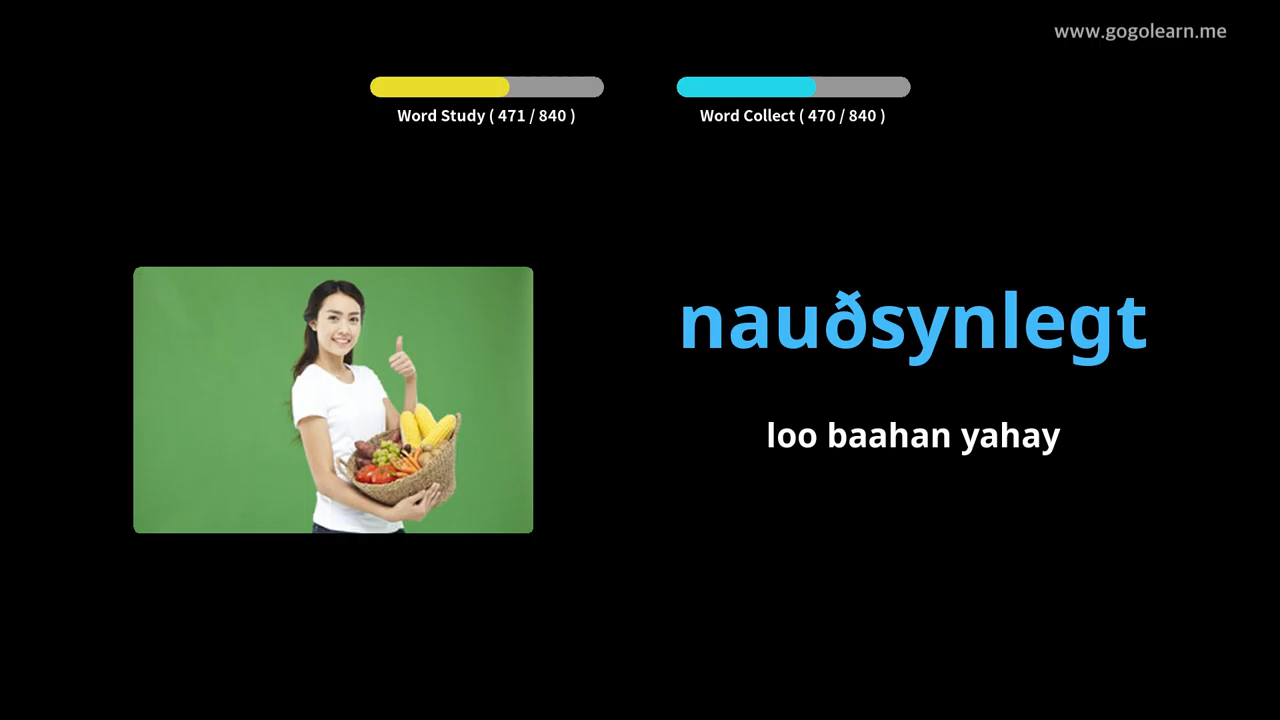 www.gogolearn.me
Word Study ( 471 / 840 )
Word Collect ( 470 / 840 )
nauðsynlegt
loo baahan yahay